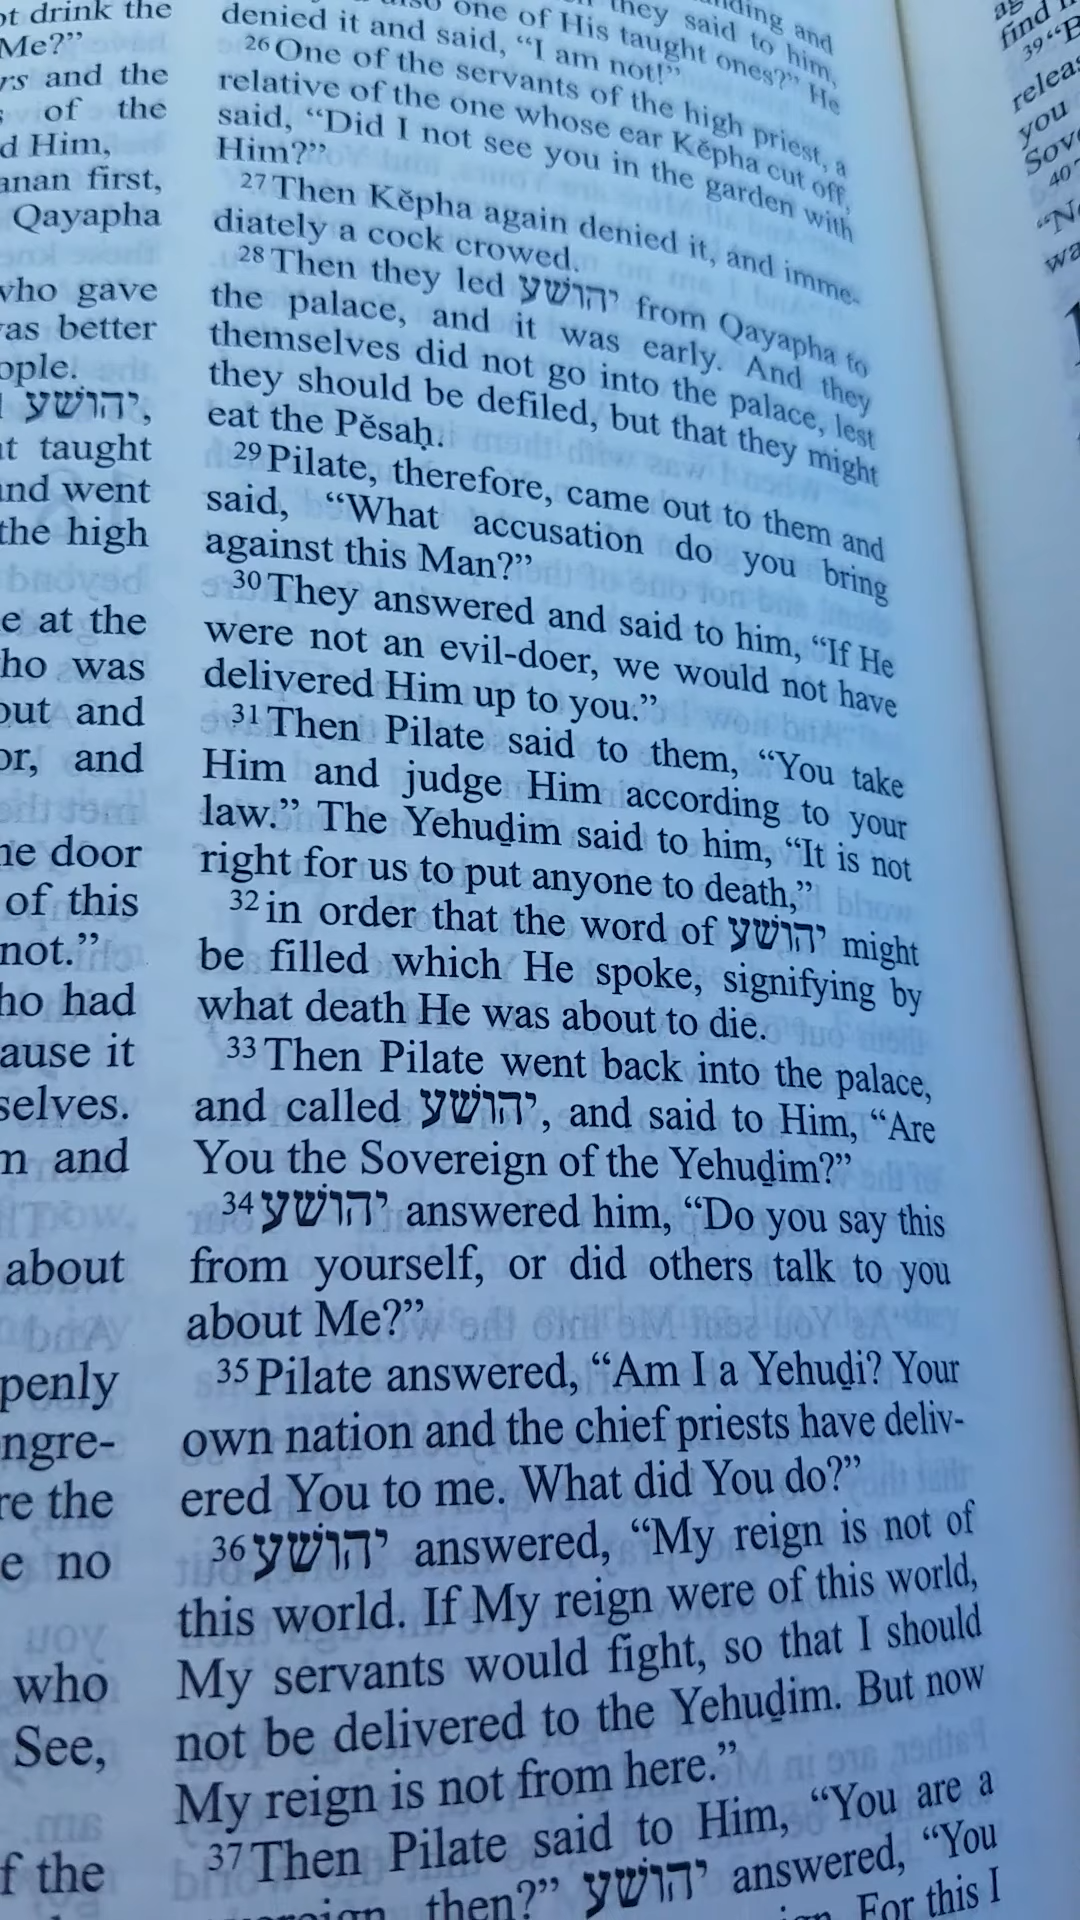 ot drink the
Me?”
rs and the
of the
d Him,
anan first,
Qayapha
who gave
as better
ople.
יהושע,
at taught
and went
the high
e at the
ho was
out and
or, and
ne door
of this
not.”
ho had
ause it
selves.
m and
about
penly
ngre-
re the
e no
who
See,
f the
one of His taught ones?” He
denied it and said, “I am not!”
26 One of the servants of the high priest, a
relative of the one whose ear Kĕpha cut off,
said, “Did I not see you in the garden with
Him?”
27 Then Kĕpha again denied it, and imme-
diately a cock crowed.
28 Then they led יהושע from Qayapha to
the palace, and it was early. And they
themselves did not go into the palace, lest
they should be defiled, but that they might
eat the Pĕsaḥ.
29 Pilate, therefore, came out to them and
said, “What accusation do you bring
against this Man?”
30 They answered and said to him, “If He
were not an evil-doer, we would not have
delivered Him up to you.”
31 Then Pilate said to them, “You take
Him and judge Him according to your
law.” The Yehuḏim said to him, “It is not
right for us to put anyone to death,”
32 in order that the word of יהושע might
be filled which He spoke, signifying by
what death He was about to die.
33 Then Pilate went back into the palace,
and called יהושע, and said to Him, “Are
You the Sovereign of the Yehuḏim?”
34 יהושע answered him, “Do you say this
from yourself, or did others talk to you
about Me?”
35 Pilate answered, “Am I a Yehuḏi? Your
own nation and the chief priests have deliv-
ered You to me. What did You do?”
36 יהושע answered, “My reign is not of
this world. If My reign were of this world,
My servants would fight, so that I should
not be delivered to the Yehuḏim. But now
My reign is not from here.”
37 Then Pilate said to Him, “You are a
then?” יהושע answered, “You
For this I
find
39 “B
releas
you
Sov
40
“No
wa